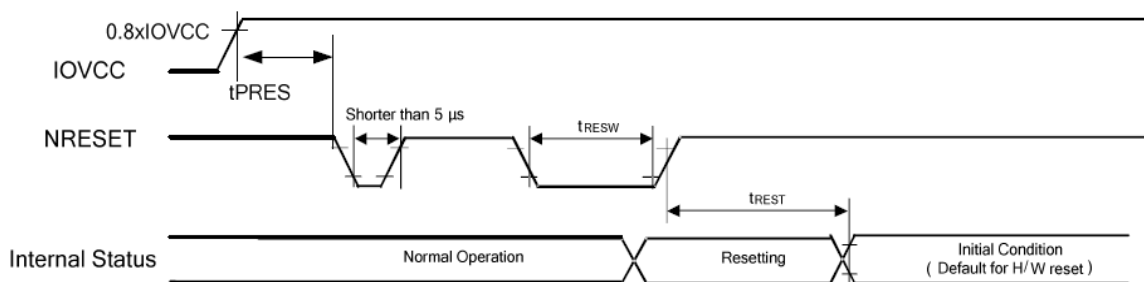 0.8xIOVCC
IOVCC
tPRES
Shorter than 5 µs
NRESET
tRESW
tREST
Internal Status
Normal Operation
Resetting
Initial Condition
( Default for H/W reset )